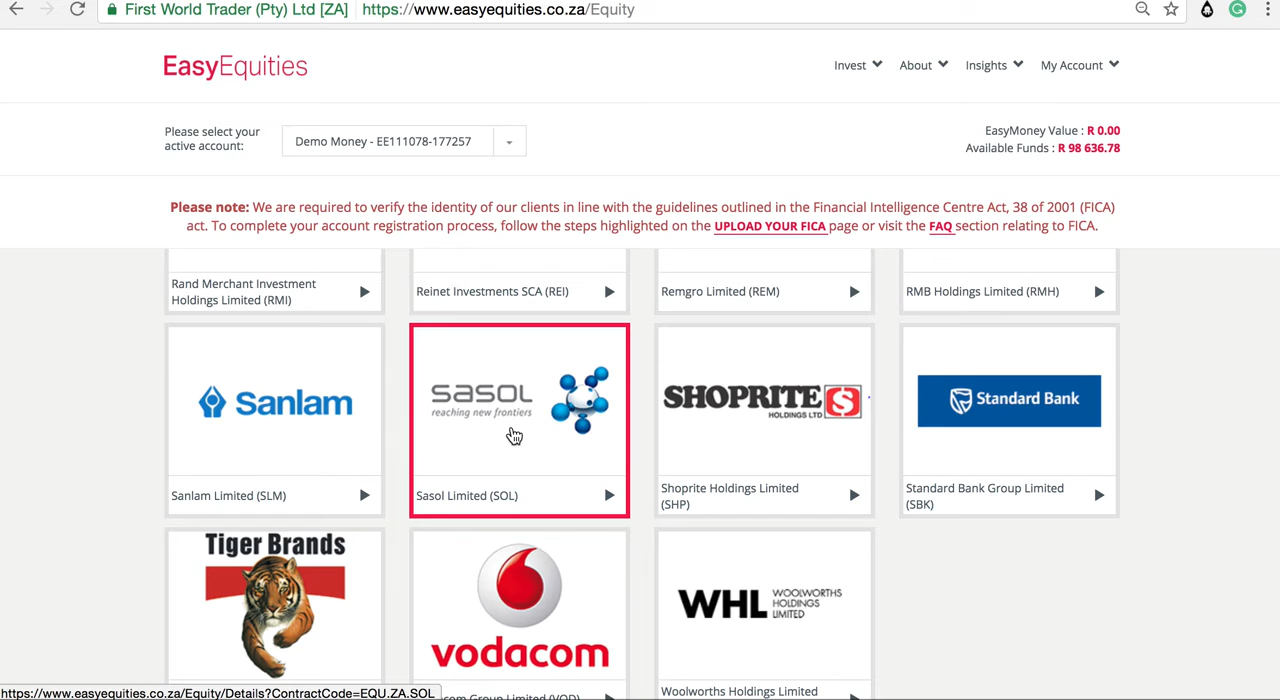 First World Trader (Pty) Ltd [ZA] https://www.easyequities.co.za/Equity
EasyEquities
Invest About Insights My Account
Please select your
active account:
Demo Money - EE111078-177257
EasyMoney Value : R 0.00
Available Funds : R 98 636.78
Please note: We are required to verify the identity of our clients in line with the guidelines outlined in the Financial Intelligence Centre Act, 38 of 2001 (FICA)
act. To complete your account registration process, follow the steps highlighted on the UPLOAD YOUR FICA page or visit the FAQ section relating to FICA.
Rand Merchant Investment
Holdings Limited (RMI)
Reinet Investments SCA (REI)
Remgro Limited (REM)
RMB Holdings Limited (RMH)
Sanlam
Sanlam Limited (SLM)
sasol
reaching new frontiers
Sasol Limited (SOL)
SHOPRITE S
HOLDINGS LTD
Shoprite Holdings Limited
(SHP)
Standard Bank
Standard Bank Group Limited
(SBK)
Tiger Brands
vodacom
com Group Limited (VOD)
WHL WOOLWORTHS
HOLDINGS
LIMITED
Woolworths Holdings Limited
https://www.easyequities.co.za/Equity/Details?ContractCode=EQU.ZA.SOL